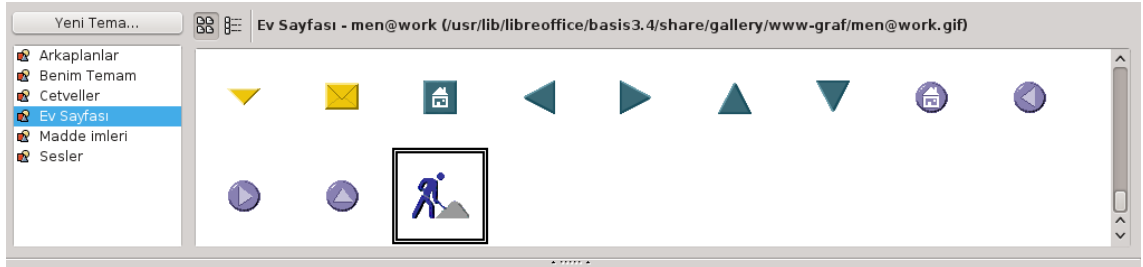 Yeni Tema...
Ev Sayfası - men@work (/usr/lib/libreoffice/basis3.4/share/gallery/www-graf/men@work.gif)
Arkaplanlar
Benim Temam
Cetveller
Ev Sayfası
Madde imleri
Sesler